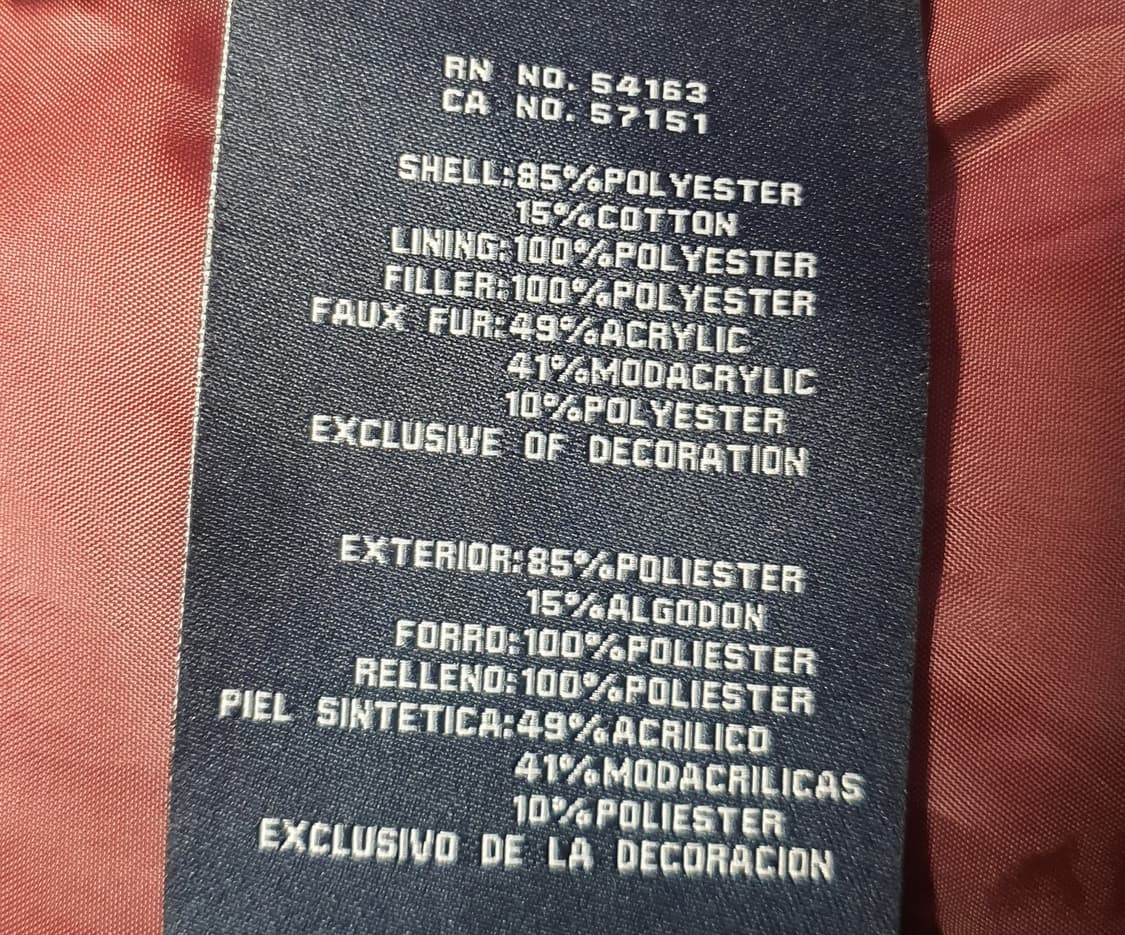 RN NO. 54163
CA NO. 57151
SHELL:85%POLYESTER
15%COTTON
LINING:100%POLYESTER
FILLER:100%POLYESTER
FAUX FUR:49%ACRYLIC
41%MODACRYLIC
10%POLYESTER
EXCLUSIVE OF DECORATION
EXTERIOR:85%POLIESTER
15%ALGODON
FORRO:100%POLIESTER
RELLENO:100%POLIESTER
PIEL SINTETICA:49%ACRILICO
41%MODACRILICAS
10%POLIESTER
EXCLUSIVO DE LA DECORACION